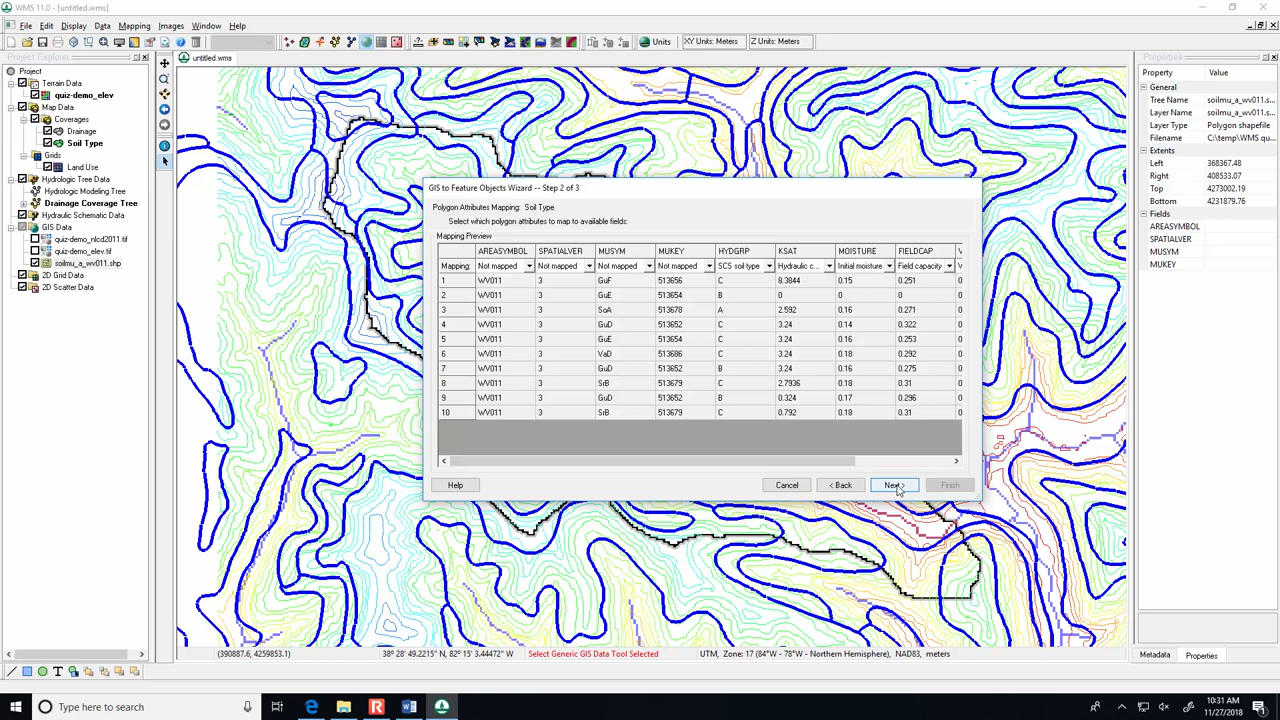 WMS 11.0 - [untitled.wms]
File Edit Display Data Mapping Images Window Help
Units XY Units: Meters Z Units: Meters
Project Explorer
Project
Terrain Data
quiz-demo_elev
Map Data
Coverages
Drainage
Soil Type
Grids
Land Use
Hydrologic Tree Data
Hydrologic Modeling Tree
Drainage Coverage Tree
Hydraulic Schematic Data
GIS Data
quiz-demo_nlcd2011.tif
quiz-demo_elev.tif
soilmu_a_wv011.shp
2D Grid Data
2D Scatter Data
untitled.wms
GIS to Feature Objects Wizard -- Step 2 of 3
Polygon Attributes Mapping: Soil Type
Select which polygon attributes to map to available fields:
Mapping Preview
AREASYMBOL SPATIALVER MUSYM MUKEY HYDGRP KSAT MOISTURE FIELDCAP V
Mapping: Not mapped Not mapped Not mapped Not mapped SCS soil type Hydraulic c... Initial moisture Field capacity
1 WV011 3 GuF 513656 C 8.3844 0.15 0.251 0
2 WV011 3 GuE 513654 B 0 0 0 0
3 WV011 3 SoA 513678 A 2.592 0.16 0.271 0
4 WV011 3 GuD 513652 C 3.24 0.14 0.322 0
5 WV011 3 GuE 513654 C 3.24 0.16 0.253 0
6 WV011 3 VaD 513686 C 3.24 0.18 0.292 0
7 WV011 3 GuD 513652 B 3.24 0.16 0.275 0
8 WV011 3 SrB 513679 C 2.7936 0.18 0.31 0
9 WV011 3 GuD 513652 B 0.324 0.17 0.296 0
10 WV011 3 SrB 513679 C 0.792 0.18 0.31 0
Help Cancel < Back Next > Finish
Properties
Property Value
General
Tree Name soilmu_a_wv011.s...
Layer Name soilmu_a_wv011.s...
Layer Type Polygon shapefile
Filename C:\temp\WMS qu...
Extents
Left 368367.48
Right 408533.07
Top 4273002.19
Bottom 4231879.76
Fields
AREASYMBOL
SPATIALVER
MUSYM
MUKEY
Metadata Properties
(390887.6, 4259853.1) 38° 28' 49.2215" N, 82° 15' 3.44472" W Select Generic GIS Data Tool Selected UTM, Zone: 17 (84°W - 78°W - Northern Hemisphere), NAD83, meters
Type here to search
10:31 AM
11/27/2018